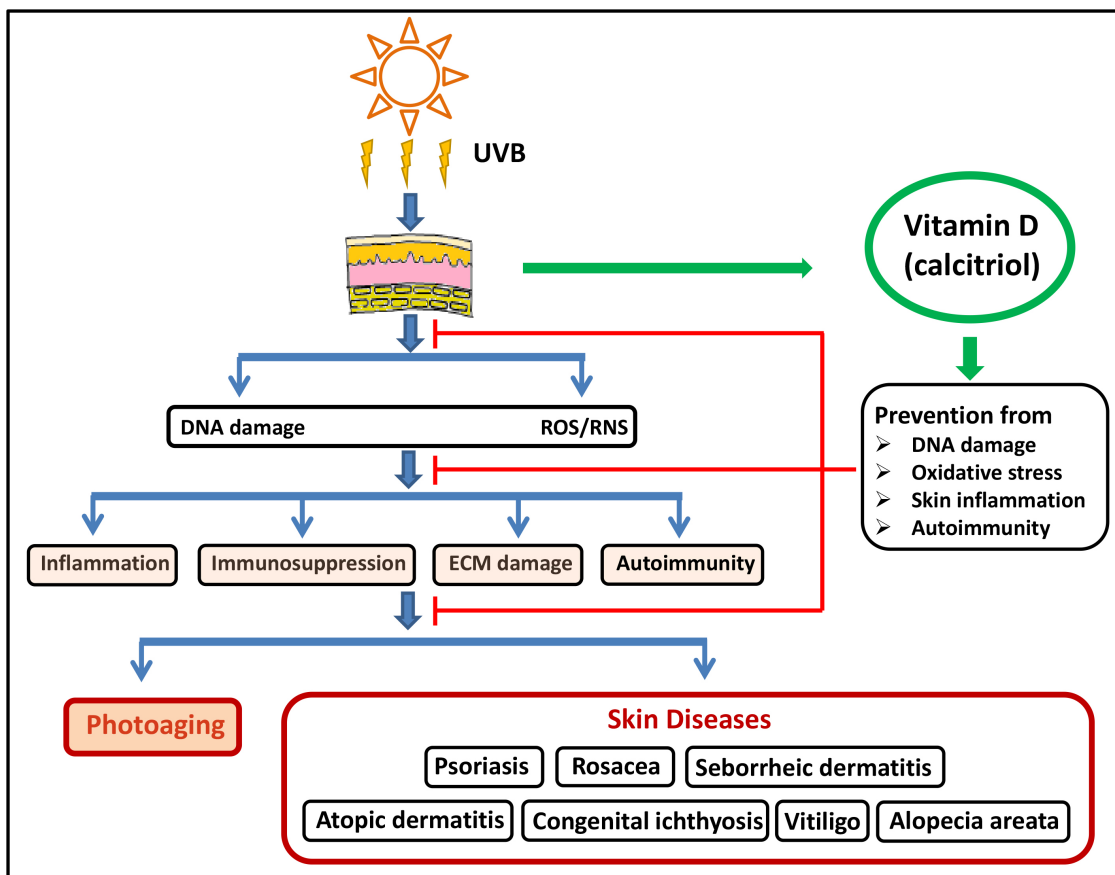 UVB
Vitamin D
(calcitriol)
Prevention from
➢ DNA damage
➢ Oxidative stress
➢ Skin inflammation
➢ Autoimmunity
DNA damage ROS/RNS
Inflammation Immunosuppression ECM damage Autoimmunity
Photoaging
Skin Diseases
Psoriasis Rosacea Seborrheic dermatitis
Atopic dermatitis Congenital ichthyosis Vitiligo Alopecia areata